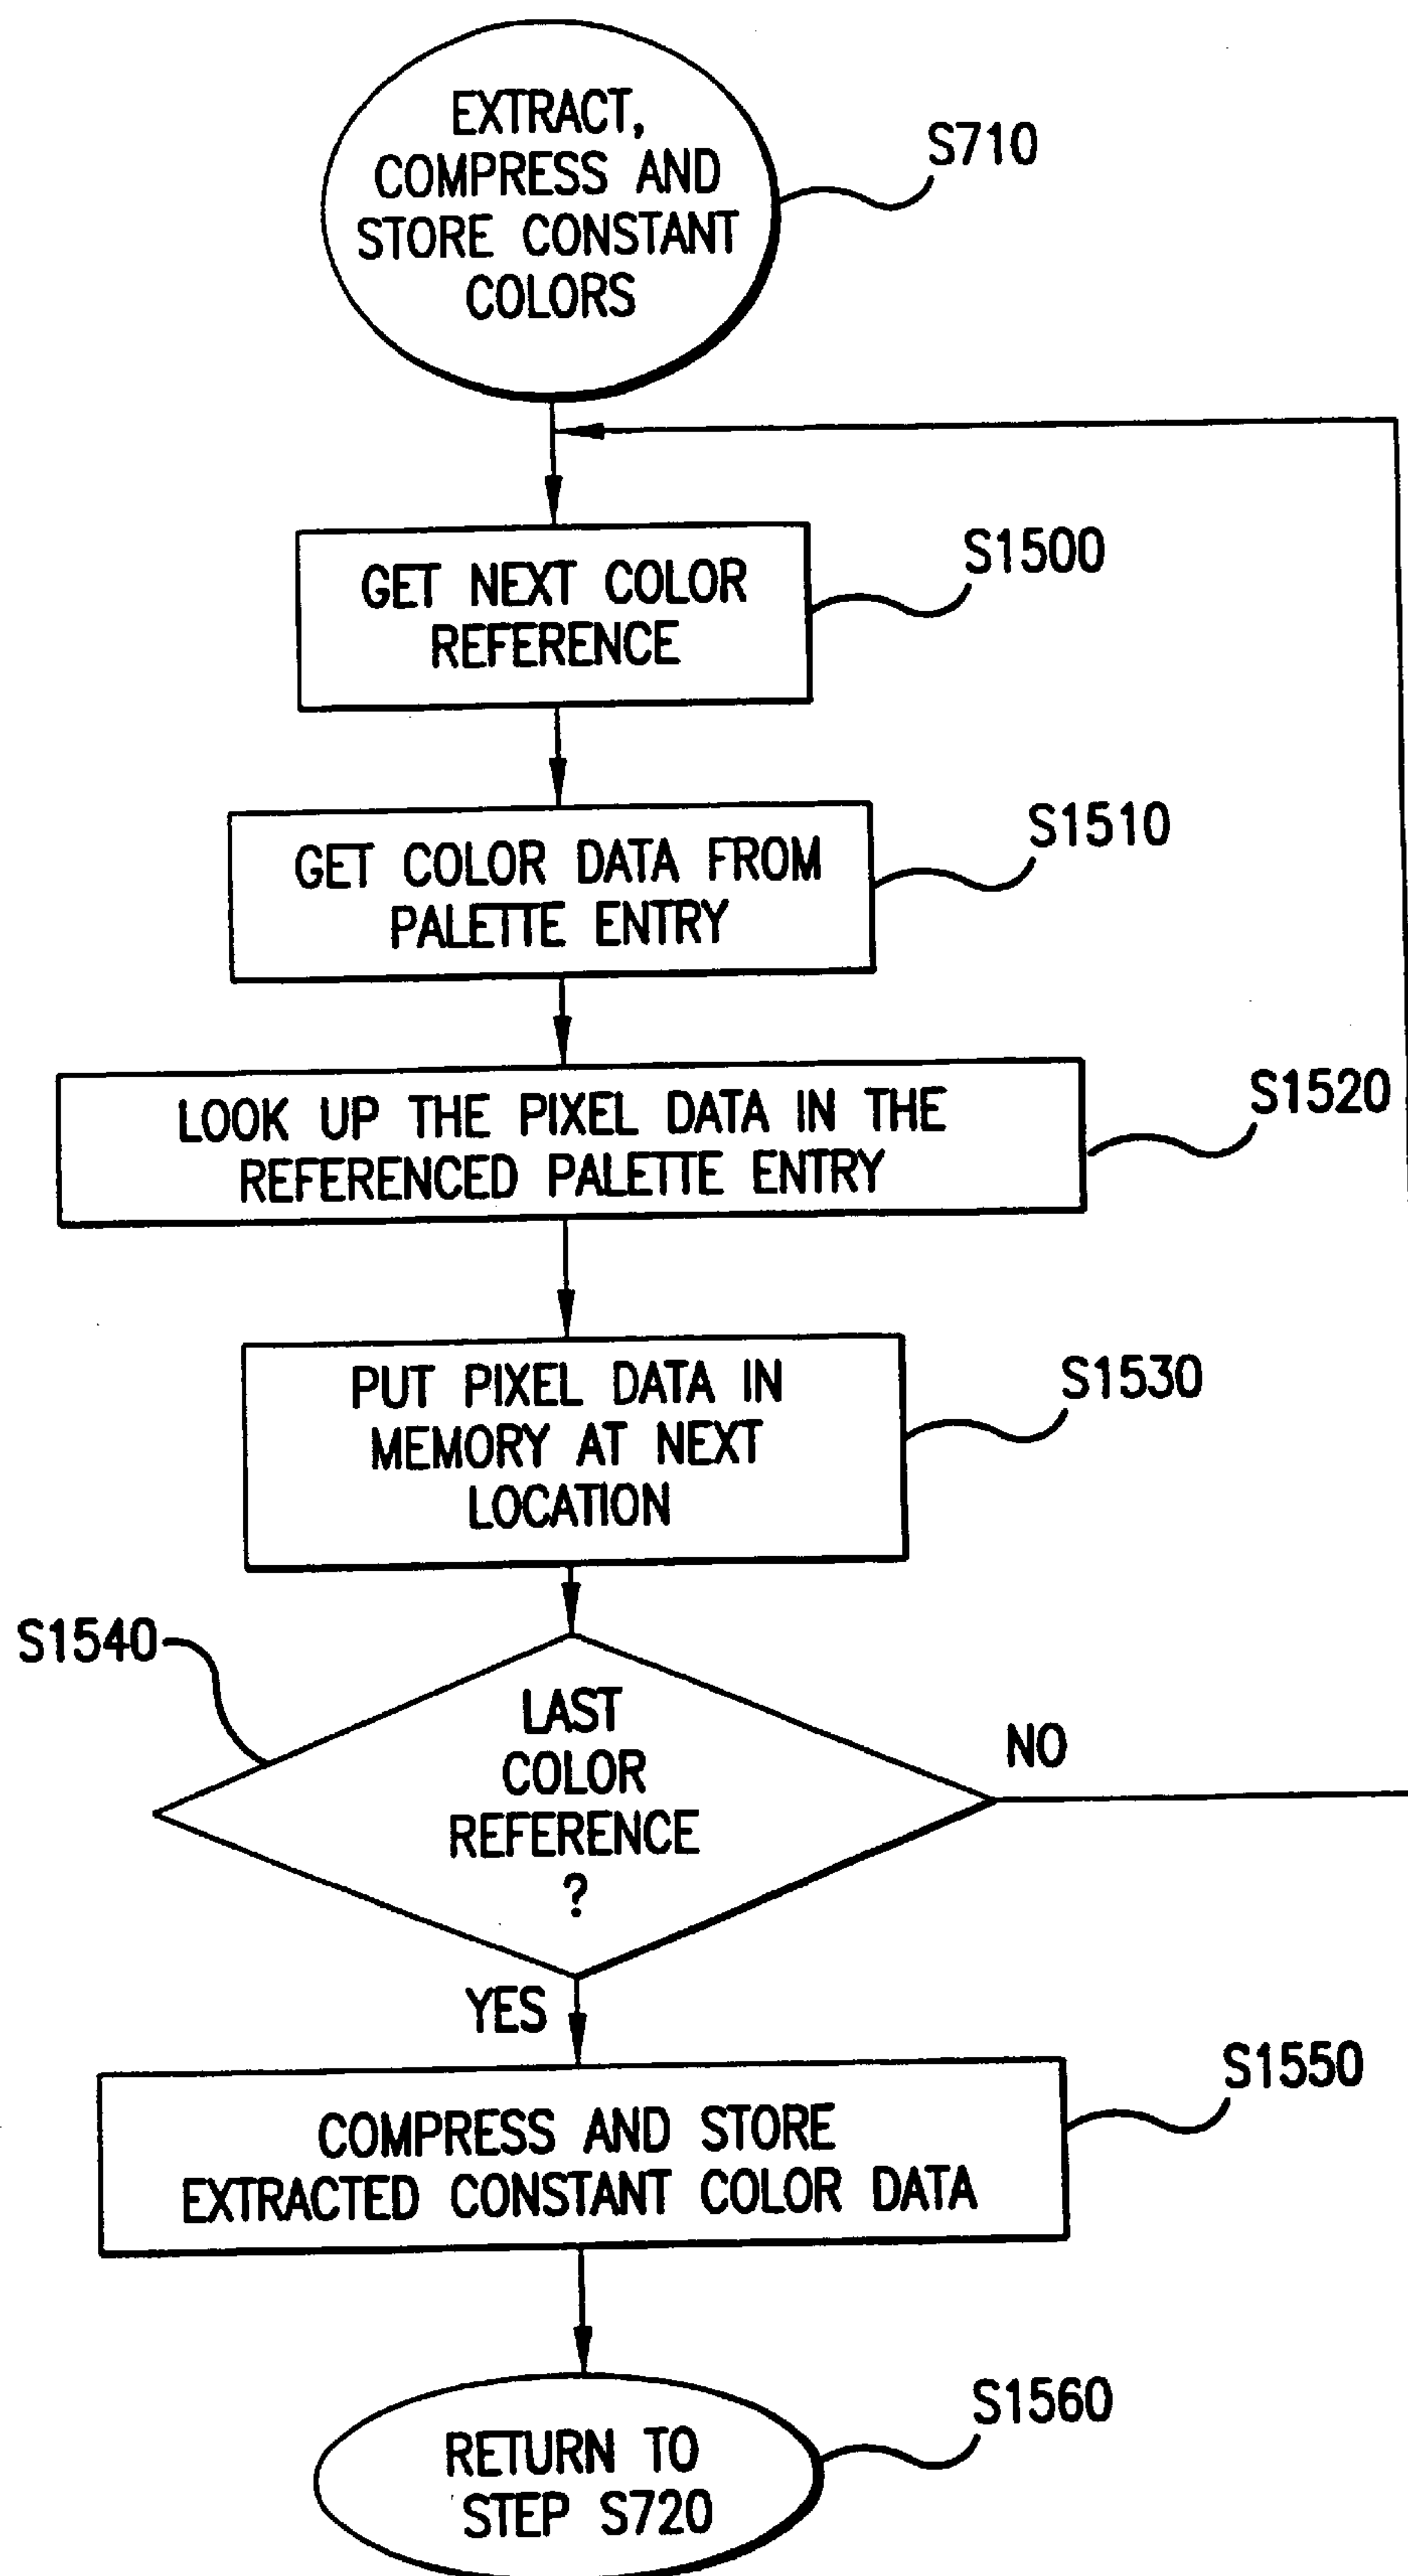 EXTRACT,
COMPRESS AND
STORE CONSTANT
COLORS
S710
GET NEXT COLOR
REFERENCE
S1500
GET COLOR DATA FROM
PALETTE ENTRY
S1510
LOOK UP THE PIXEL DATA IN THE
REFERENCED PALETTE ENTRY
S1520
PUT PIXEL DATA IN
MEMORY AT NEXT
LOCATION
S1530
S1540
LAST
COLOR
REFERENCE
?
NO
YES
COMPRESS AND STORE
EXTRACTED CONSTANT COLOR DATA
S1550
RETURN TO
STEP S720
S1560